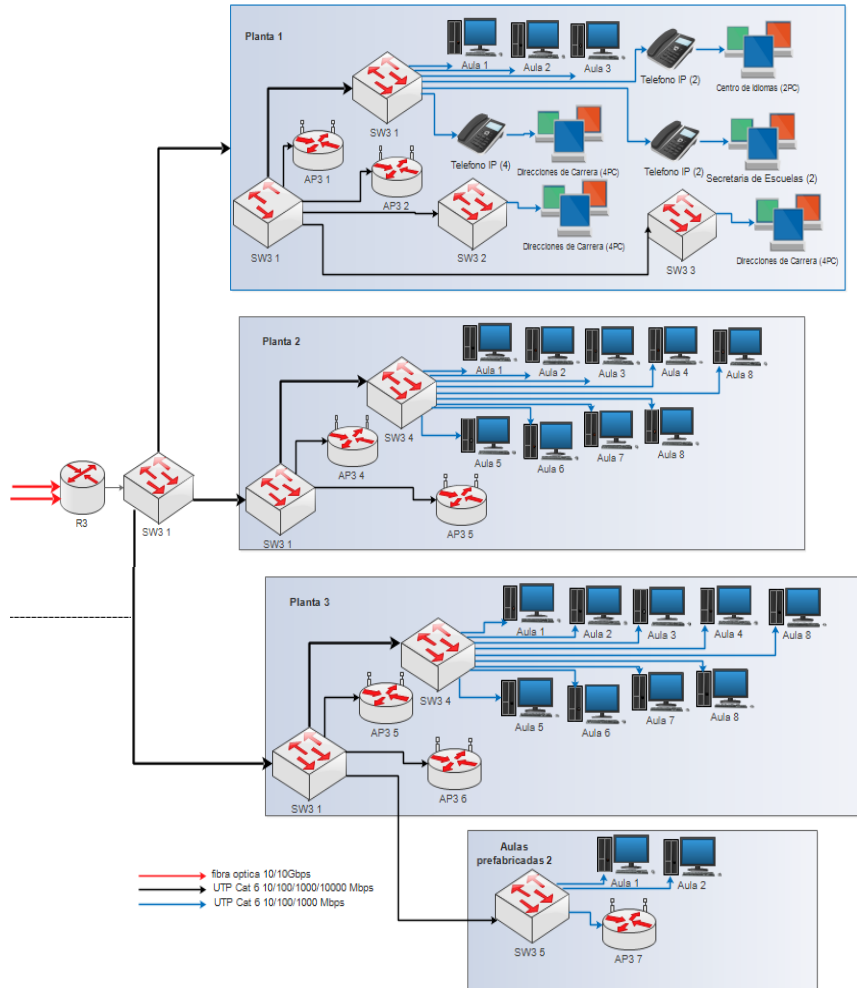 Planta 1
Aula 1
Aula 2
Aula 3
Telefono IP (2)
Centro de Idiomas (2PC)
SW3 1
Telefono IP (4)
Direcciones de Carrera (4PC)
Telefono IP (2)
Secretaria de Escuelas (2)
AP3 1
AP3 2
SW3 1
SW3 2
Direcciones de Carrera (4PC)
SW3 3
Direcciones de Carrera (4PC)
Planta 2
Aula 1
Aula 2
Aula 3
Aula 4
Aula 8
SW3 4
Aula 5
Aula 6
Aula 7
Aula 8
AP3 4
SW3 1
AP3 5
R3
SW3 1
Planta 3
Aula 1
Aula 2
Aula 3
Aula 4
Aula 8
SW3 4
Aula 5
Aula 6
Aula 7
Aula 8
AP3 5
SW3 1
AP3 6
Aulas
prefabricadas 2
Aula 1
Aula 2
SW3 5
AP3 7
fibra optica 10/10Gbps
UTP Cat 6 10/100/1000/10000 Mbps
UTP Cat 6 10/100/1000 Mbps